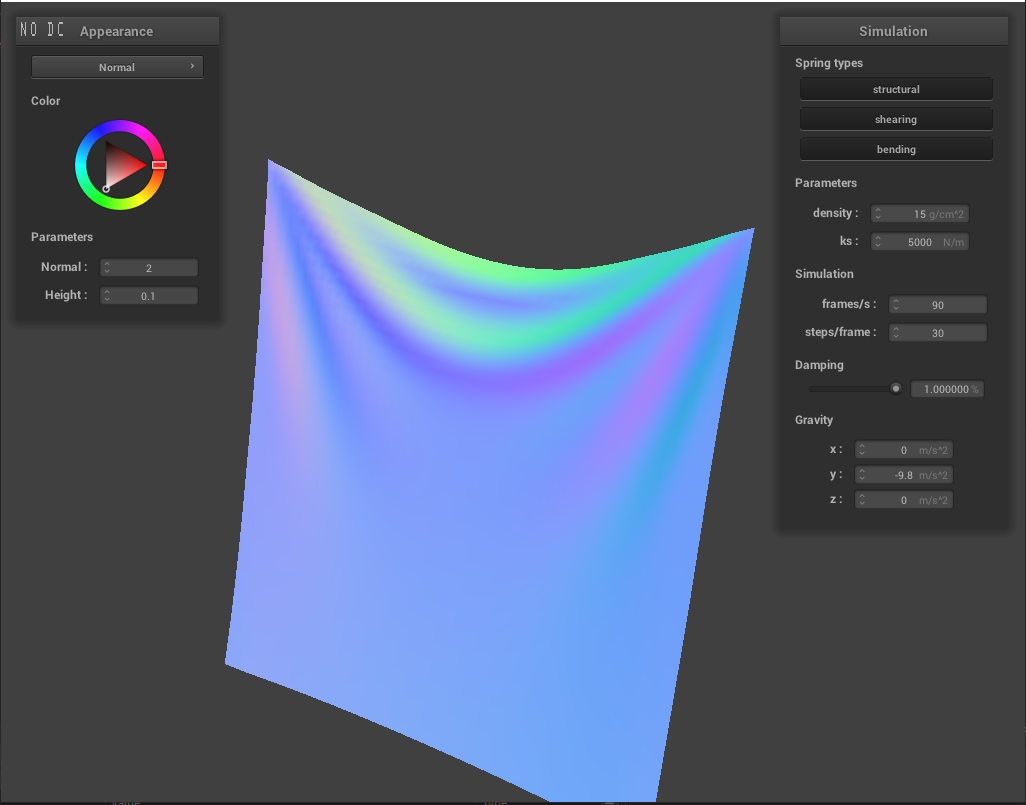 NO DC
Appearance
Normal
Color
Parameters
Normal : 2
Height : 0.1
Simulation
Spring types
structural
shearing
bending
Parameters
density : 15 g/cm^2
ks : 5000 N/m
Simulation
frames/s : 90
steps/frame : 30
Damping
1.000000 %
Gravity
x : 0 m/s^2
y : -9.8 m/s^2
z : 0 m/s^2